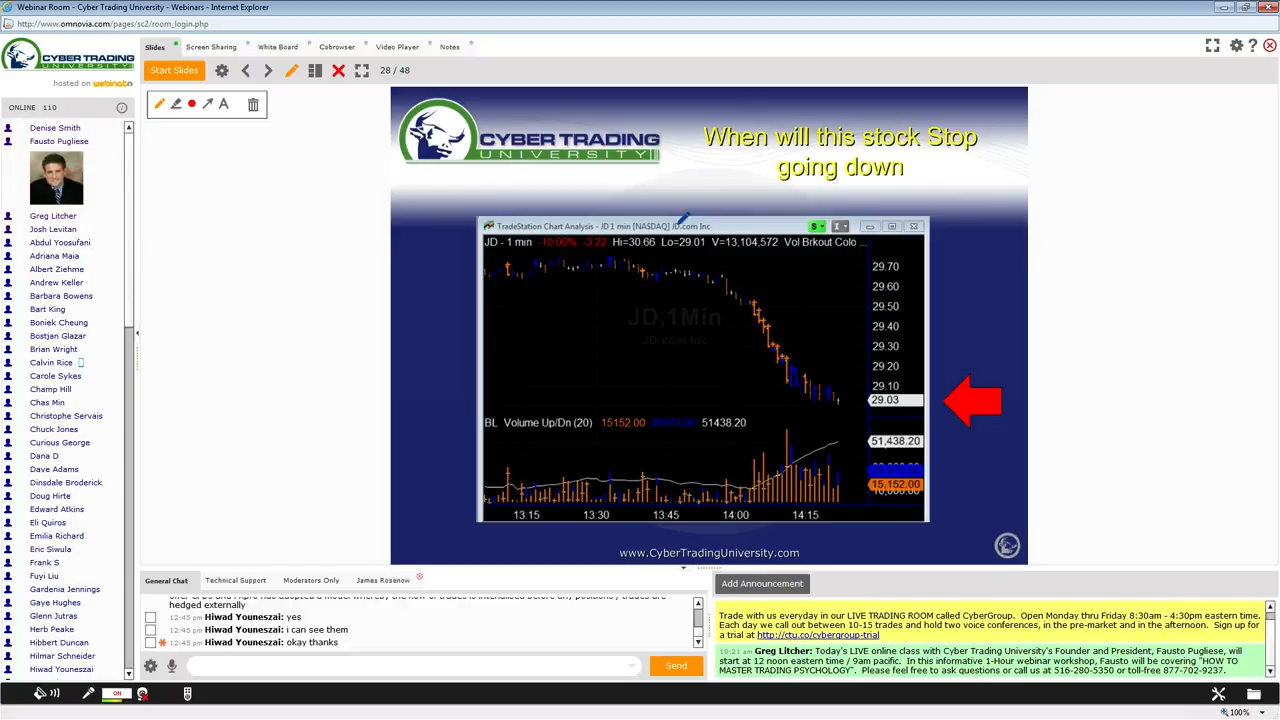 Webinar Room - Cyber Trading University - Webinars - Internet Explorer
http://www.omnovia.com/pages/sc2/room_login.php
CYBER TRADING
UNIVERSITY
hosted on webinato
Slides
Screen Sharing
White Board
Cobrowser
Video Player
Notes
Start Slides
28 / 48
ONLINE 110
Denise Smith
Fausto Pugliese
Greg Litcher
Josh Levitan
Abdul Yoosufani
Adriana Maia
Albert Ziehme
Andrew Keller
Barbara Bowens
Bart King
Boniek Cheung
Bostjan Glazar
Brian Wright
Calvin Rice
Carole Sykes
Champ Hill
Chas Min
Christophe Servais
Chuck Jones
Curious George
Dana D
Dave Adams
Dinsdale Broderick
Doug Hirte
Edward Atkins
Eli Quiros
Emilia Richard
Eric Siwula
Frank S
Fuyi Liu
Gardenia Jennings
Gaye Hughes
Glenn Jutras
Herb Peake
Hibbert Duncan
Hilmar Schneider
Hiwad Youneszai
CYBER TRADING
UNIVERSITY
When will this stock Stop
going down
TradeStation Chart Analysis - JD 1 min [NASDAQ] JD.com Inc
JD - 1 min -10.00% -3.22 Hi=30.66 Lo=29.01 V=13,104,572 Vol Brkout Colo ...
JD,1Min
JD com Inc
29.70
29.60
29.50
29.40
29.30
29.20
29.10
29.03
BL Volume Up/Dn (20) 15152.00 51438.20
51,438.20
15,152.00
13:15 13:30 13:45 14:00 14:15
www.CyberTradingUniversity.com
General Chat
Technical Support
Moderators Only
James Rosenow
hedged externally
12:45 pm Hiwad Youneszai: yes
12:45 pm Hiwad Youneszai: i can see them
12:45 pm Hiwad Youneszai: okay thanks
Send
Add Announcement
Trade with us everyday in our LIVE TRADING ROOM called CyberGroup. Open Monday thru Friday 8:30am - 4:30pm eastern time.
Each day we call out between 10-15 trades and hold two voice conferences, in the pre-market and in the afternoon. Sign up for
a trial at http://ctu.co/cybergroup-trial
10:21 am Greg Litcher: Today's LIVE online class with Cyber Trading University's Founder and President, Fausto Pugliese, will
start at 12 noon eastern time / 9am pacific. In this informative 1-Hour webinar workshop, Fausto will be covering "HOW TO
MASTER TRADING PSYCHOLOGY". Please feel free to ask questions or call us at 516-280-5350 or toll-free 877-702-9237.
ON
100%